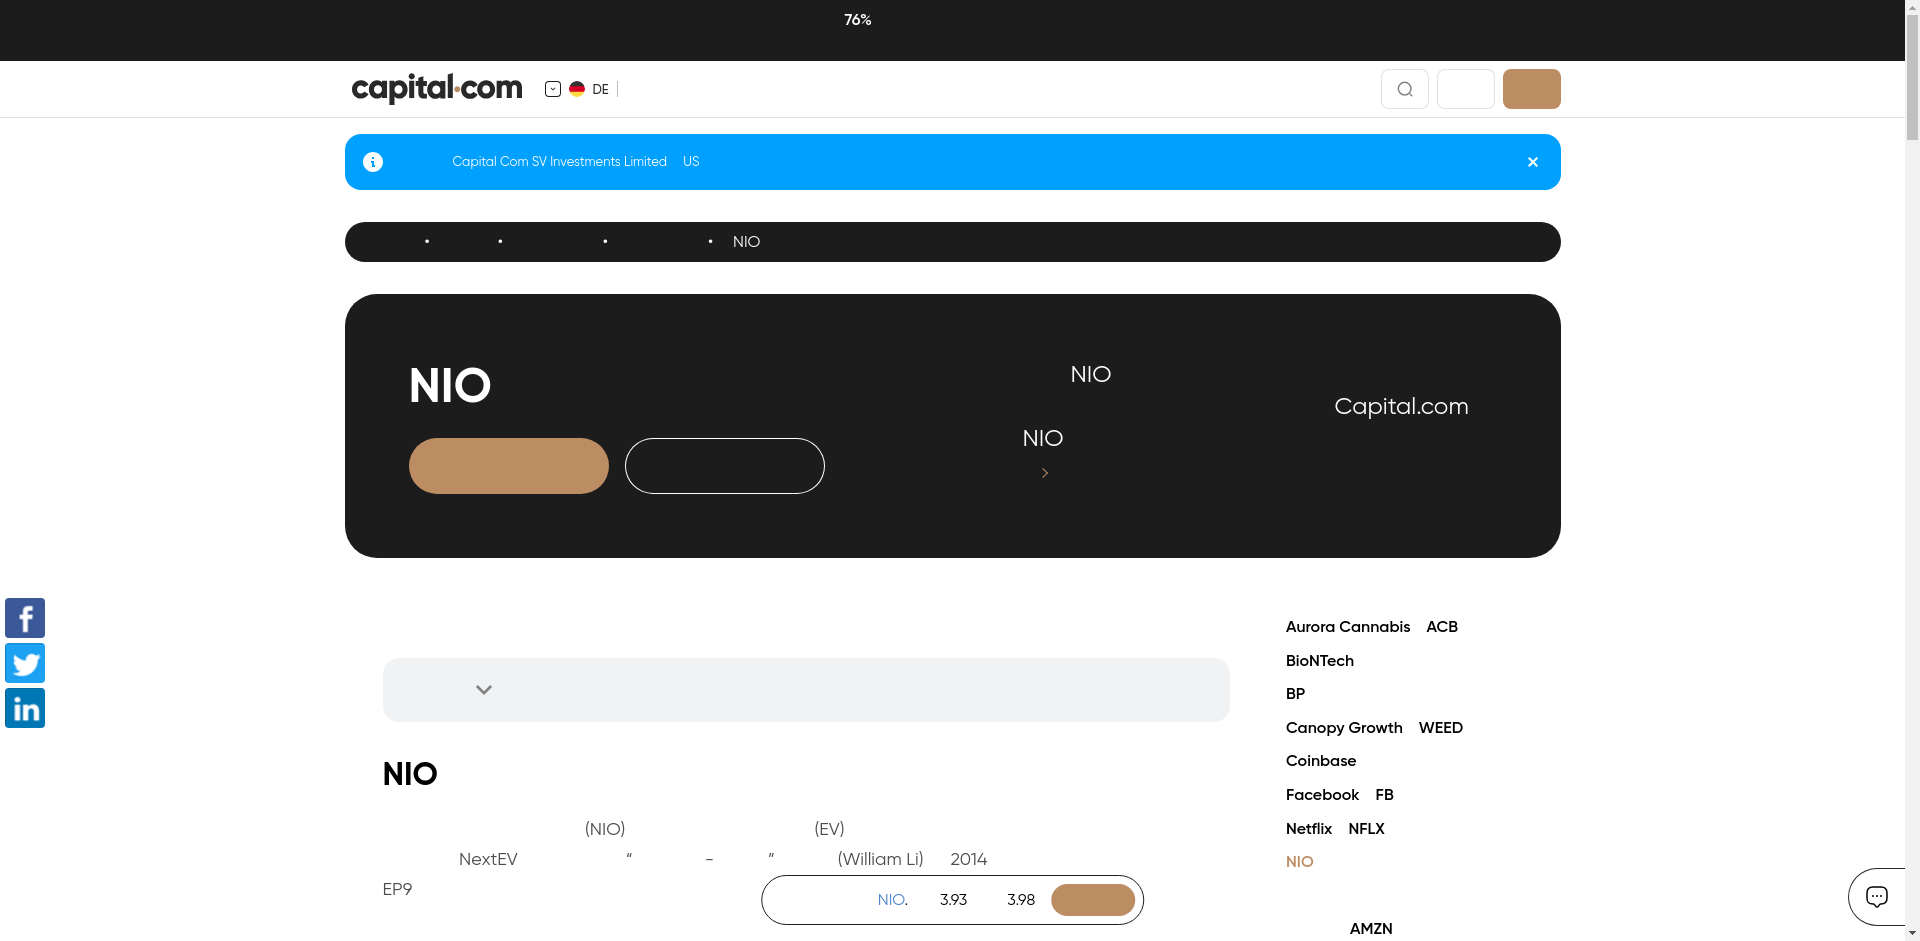 76%
capital.com
DE
Capital Com SV Investments Limited US
NIO
NIO
NIO
Capital.com
NIO
Aurora Cannabis ACB
BioNTech
BP
Canopy Growth WEED
Coinbase
Facebook FB
Netflix NFLX
NIO
AMZN
NIO
(NIO) (EV)
NextEV “ - ” (William Li) 2014
EP9
NIO. 3.93 3.98